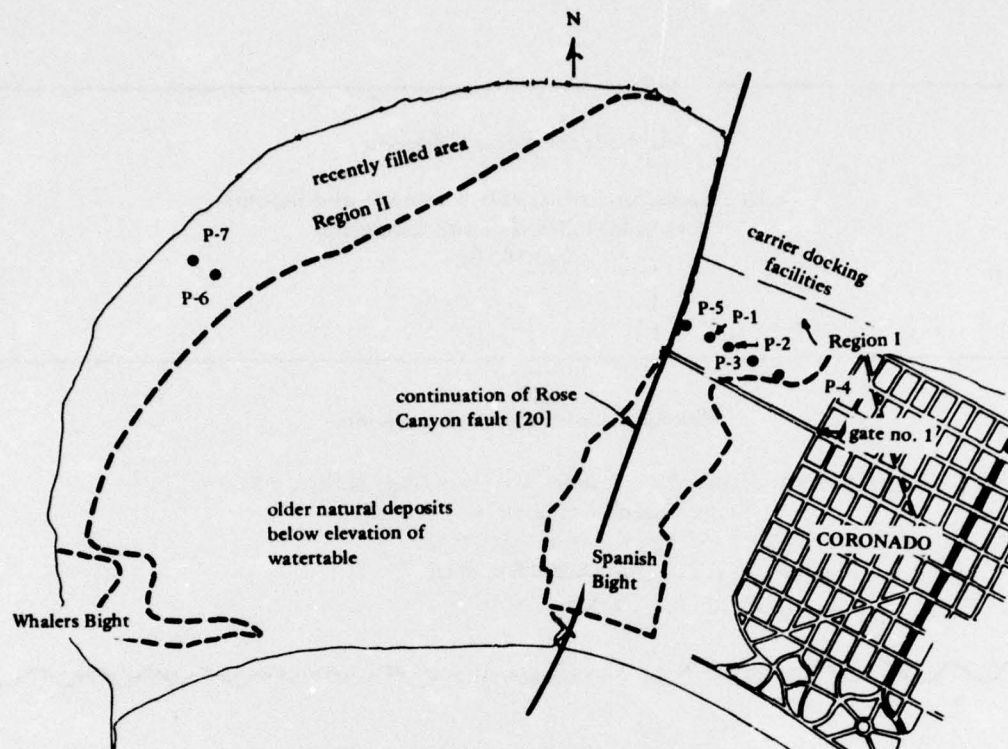 N
recently filled area
Region II
P-7
P-6
carrier docking
facilities
P-5
P-1
P-2
P-3
Region I
P-4
continuation of Rose
Canyon fault [20]
gate no. 1
older natural deposits
below elevation of
watertable
CORONADO
Spanish
Bight
Whalers Bight